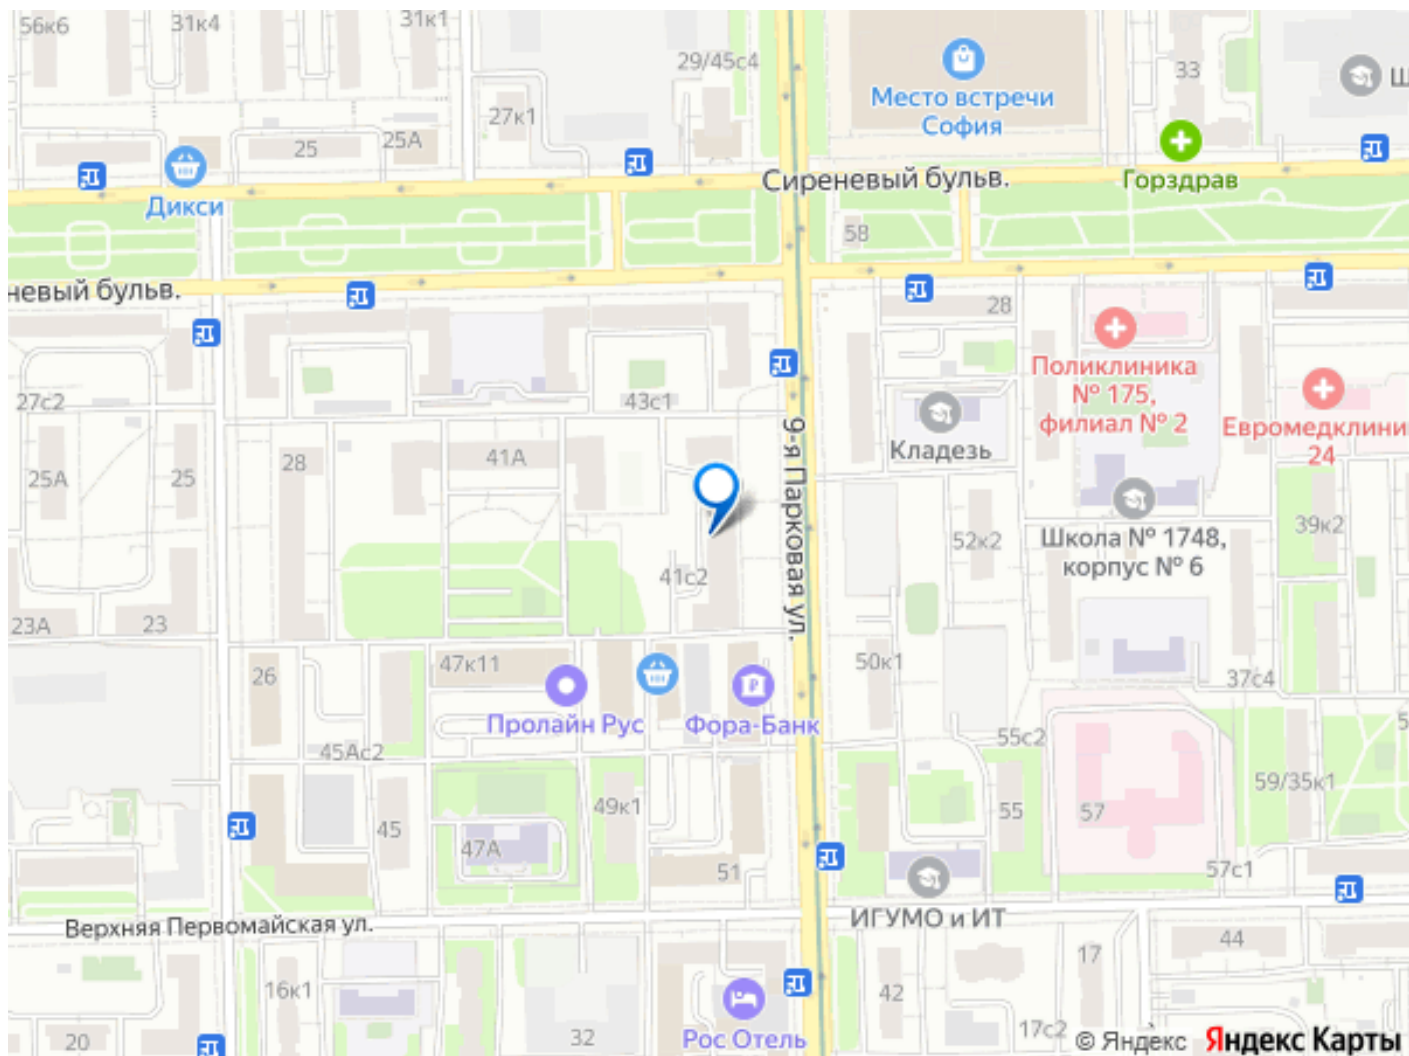 56к6
31к4
31к1
29/45с4
33
Ш
Место встречи
София
27к1
25
25А
Сиреневый бульв.
Горздрав
Дикси
58
невый бульв.
28
Поликлиника
№ 175,
филиал № 2
27с2
43с1
Кладезь
Евромедклини
24
9-я Парковая ул.
25А
25
28
41А
39к2
52к2
Школа № 1748,
корпус № 6
41с2
23А
23
26
47к11
50к1
37с4
Пролайн Рус
Фора-Банк
45Ас2
55с2
5
59/35к1
45
49к1
55
57
47А
51
57с1
ИГУМО и ИТ
Верхняя Первомайская ул.
44
17
16к1
42
20
32
Рос Отель
17с2
© Яндекс
Яндекс Карты